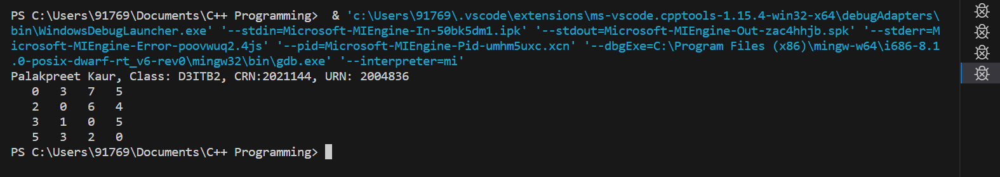 PS C:\Users\91769\Documents\C++ Programming>  & 'c:\Users\91769\.vscode\extensions\ms-vscode.cpptools-1.15.4-win32-x64\debugAdapters\
bin\WindowsDebugLauncher.exe' '--stdin=Microsoft-MIEngine-In-50bk5dm1.ipk' '--stdout=Microsoft-MIEngine-Out-zac4hhjb.spk' '--stderr=M
icrosoft-MIEngine-Error-poovwuq2.4js' '--pid=Microsoft-MIEngine-Pid-umhm5uxc.xcn' '--dbgExe=C:\Program Files (x86)\mingw-w64\i686-8.1
.0-posix-dwarf-rt_v6-rev0\mingw32\bin\gdb.exe' '--interpreter=mi'
Palakpreet Kaur, Class: D3ITB2, CRN:2021144, URN: 2004836
   0   3   7   5
   2   0   6   4
   3   1   0   5
   5   3   2   0
PS C:\Users\91769\Documents\C++ Programming>